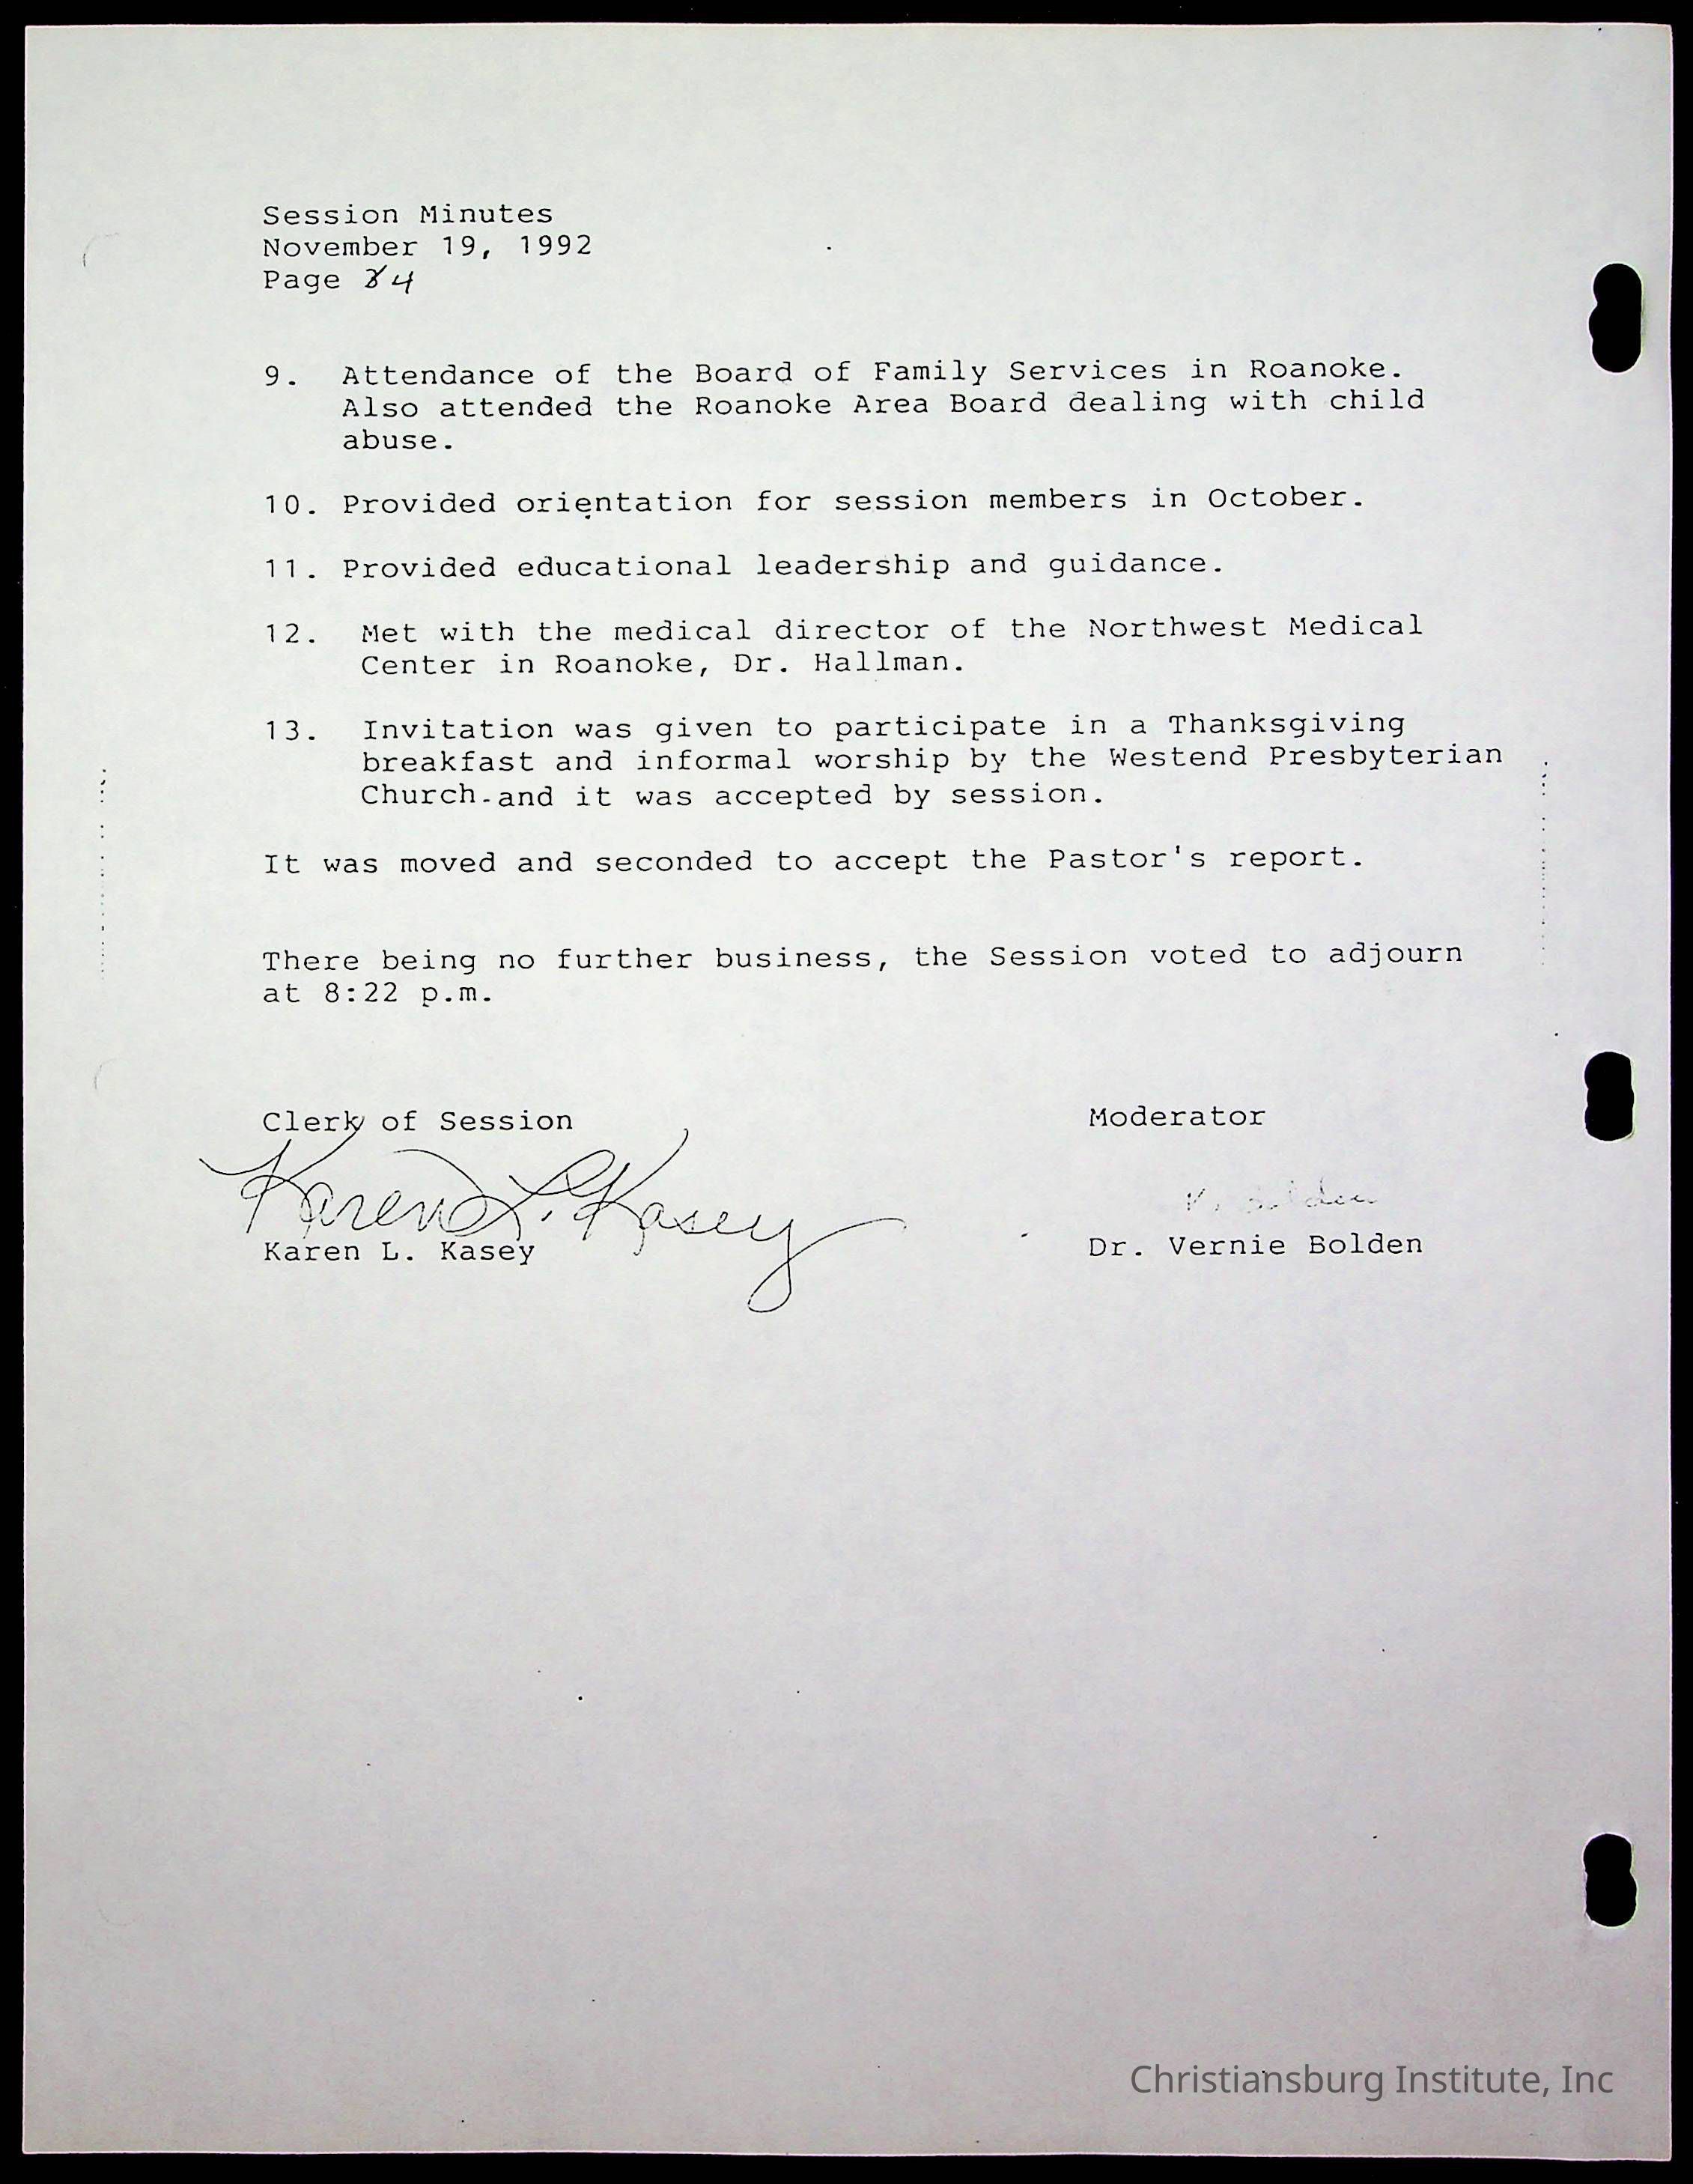 Session Minutes
November 19, 1992
Page 4
9. Attendance of the Board of Family Services in Roanoke.
Also attended the Roanoke Area Board dealing with child
abuse.
10. Provided orientation for session members in October.
11. Provided educational leadership and guidance.
12. Met with the medical director of the Northwest Medical
Center in Roanoke, Dr. Hallman.
13. Invitation was given to participate in a Thanksgiving
breakfast and informal worship by the Westend Presbyterian
Church and it was accepted by session.
It was moved and seconded to accept the Pastor's report.
There being no further business, the Session voted to adjourn
at 8:22 p.m.
Clerk of Session Moderator
Karen L. Kasey V. Bolden
Karen L. Kasey Dr. Vernie Bolden
Christiansburg Institute, Inc